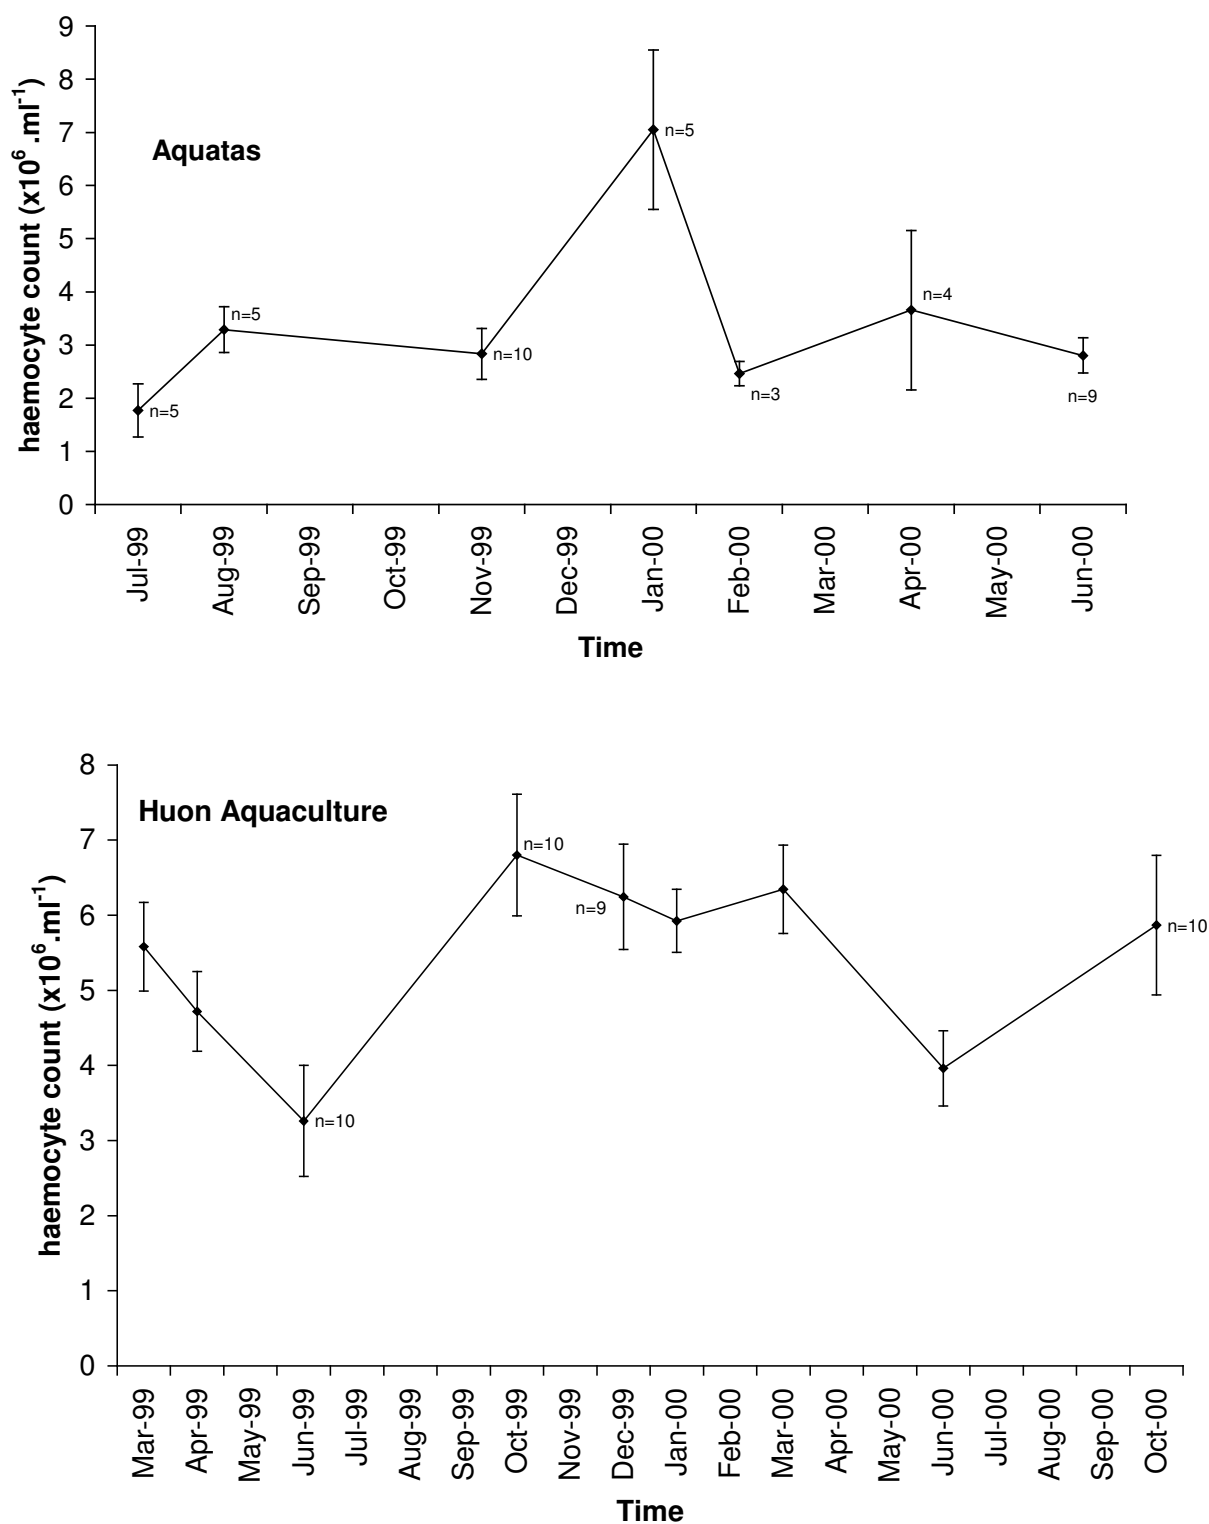 9
8
7
6
5
4
3
2
1
0
haemocyte count (x10⁶ .ml⁻¹)
Aquatas
n=5
n=5
n=10
n=5
n=3
n=4
n=9
Jul-99
Aug-99
Sep-99
Oct-99
Nov-99
Dec-99
Jan-00
Feb-00
Mar-00
Apr-00
May-00
Jun-00
Time
8
7
6
5
4
3
2
1
0
haemocyte count (x10⁶.ml⁻¹)
Huon Aquaculture
n=10
n=10
n=9
n=10
Mar-99
Apr-99
May-99
Jun-99
Jul-99
Aug-99
Sep-99
Oct-99
Nov-99
Dec-99
Jan-00
Feb-00
Mar-00
Apr-00
May-00
Jun-00
Jul-00
Aug-00
Sep-00
Oct-00
Time